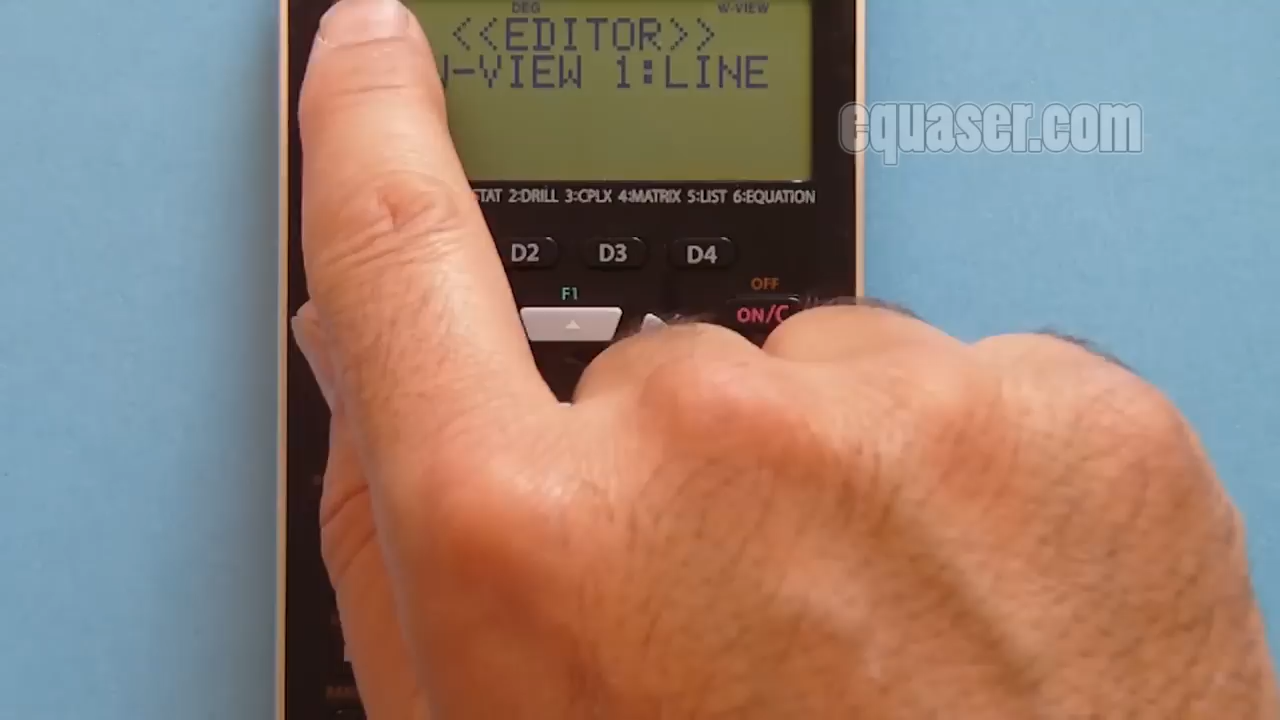 DEG W-VIEW
<<EDITOR>>
-VIEW 1:LINE
equaser.com
TAT 2:DRILL 3:CPLX 4:MATRIX 5:LIST 6:EQUATION
D2 D3 D4
F1
OFF
ON/C